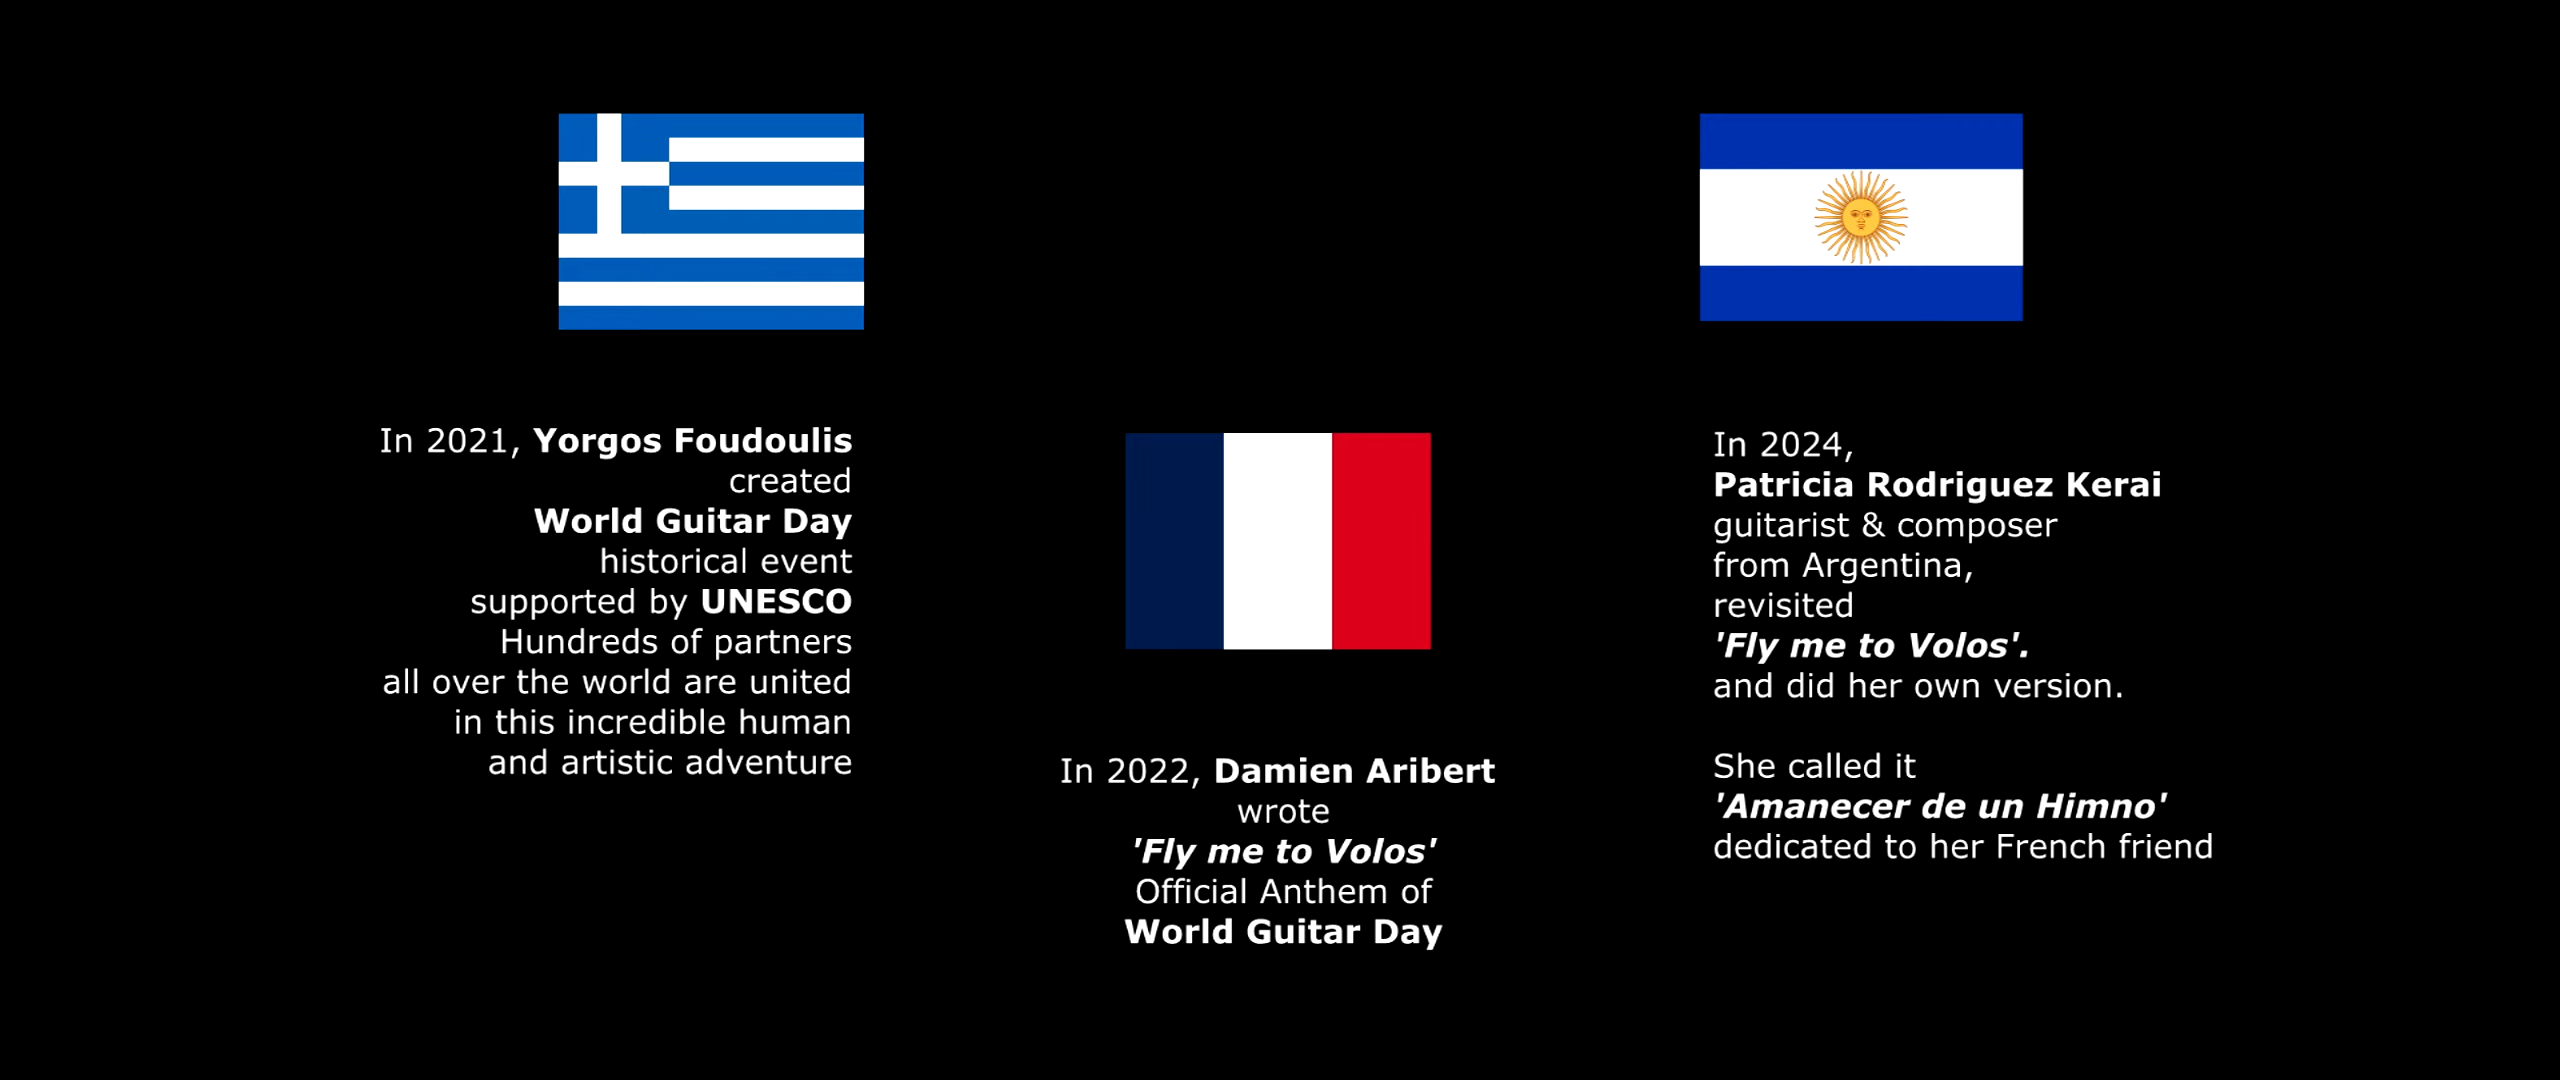 In 2021, Yorgos Foudoulis
created
World Guitar Day
historical event
supported by UNESCO
Hundreds of partners
all over the world are united
in this incredible human
and artistic adventure
In 2022, Damien Aribert
wrote
'Fly me to Volos'
Official Anthem of
World Guitar Day
In 2024,
Patricia Rodriguez Kerai
guitarist & composer
from Argentina,
revisited
'Fly me to Volos'.
and did her own version.
She called it
'Amanecer de un Himno'
dedicated to her French friend